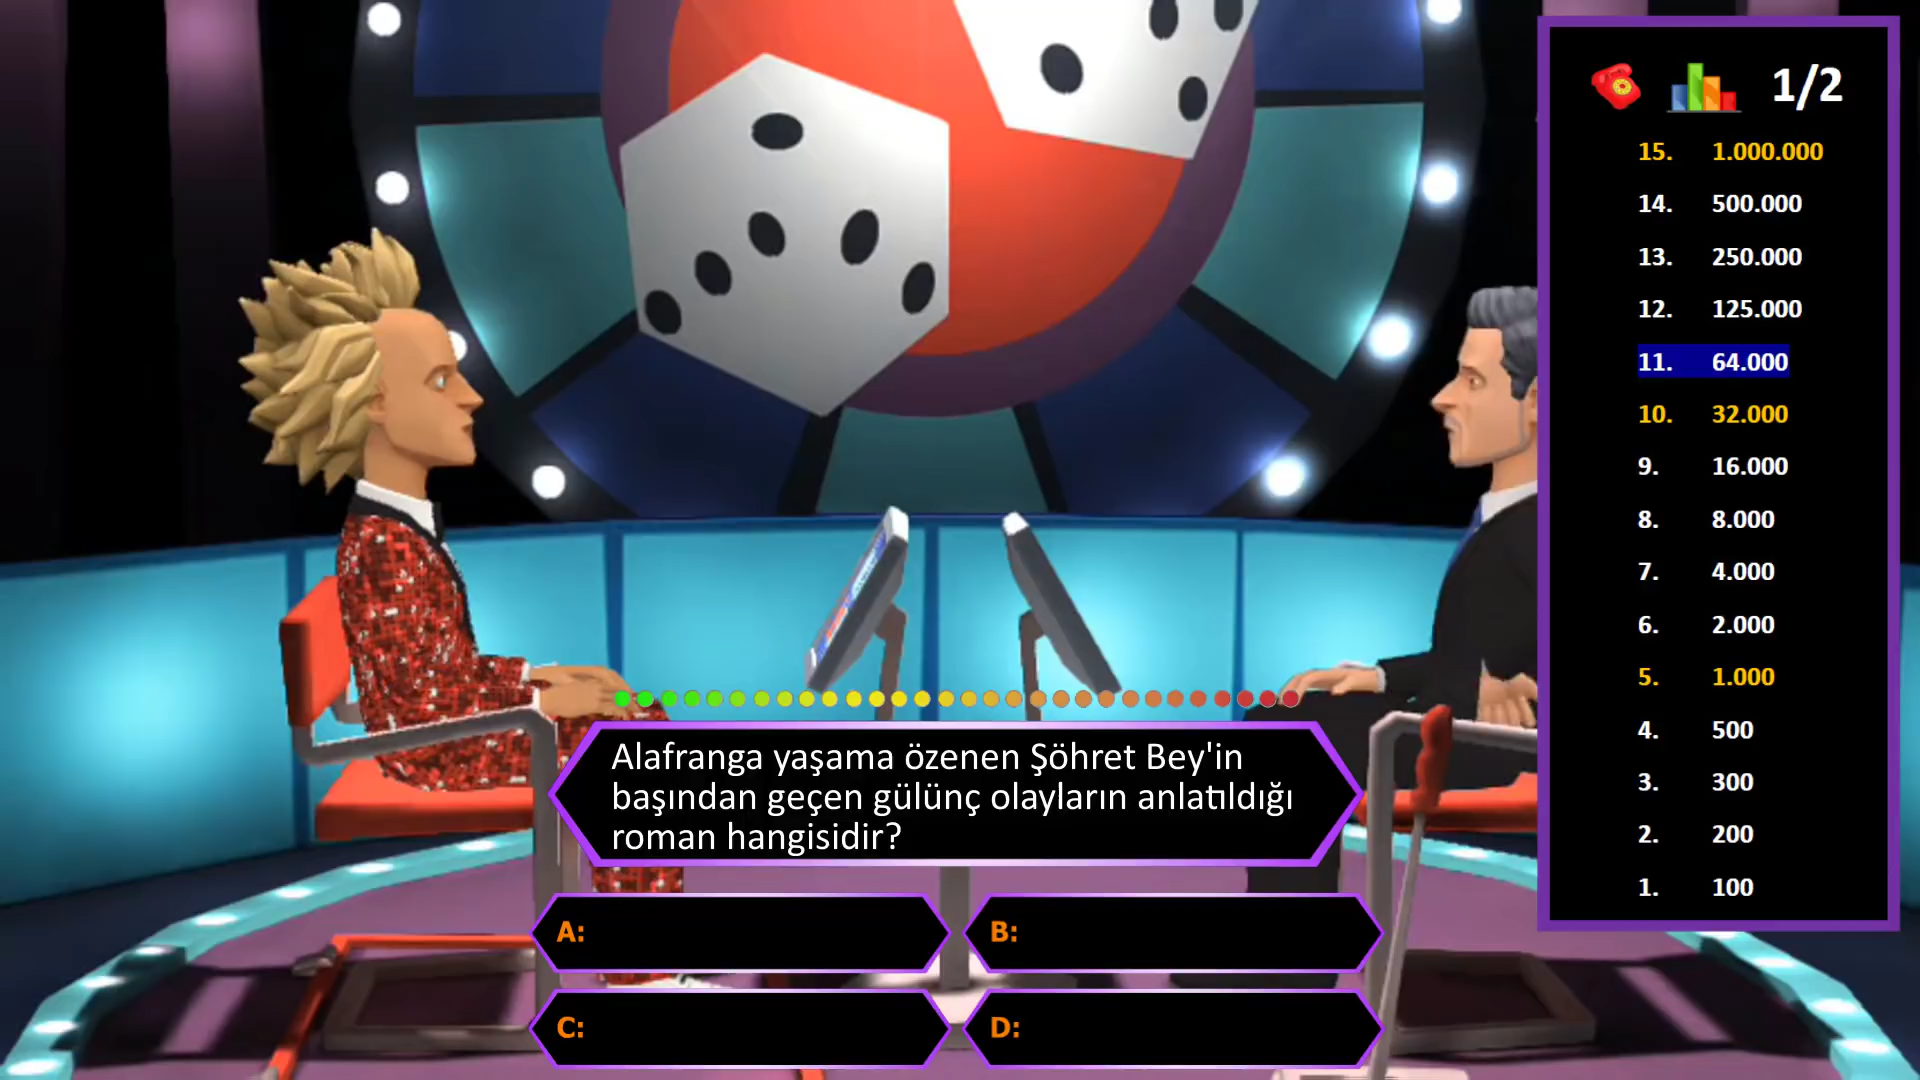 1/2
15. 1.000.000
14. 500.000
13. 250.000
12. 125.000
11. 64.000
10. 32.000
9. 16.000
8. 8.000
7. 4.000
6. 2.000
5. 1.000
4. 500
3. 300
2. 200
1. 100
Alafranga yaşama özenen Şöhret Bey'in
başından geçen gülünç olayların anlatıldığı
roman hangisidir?
A:
B:
C:
D: